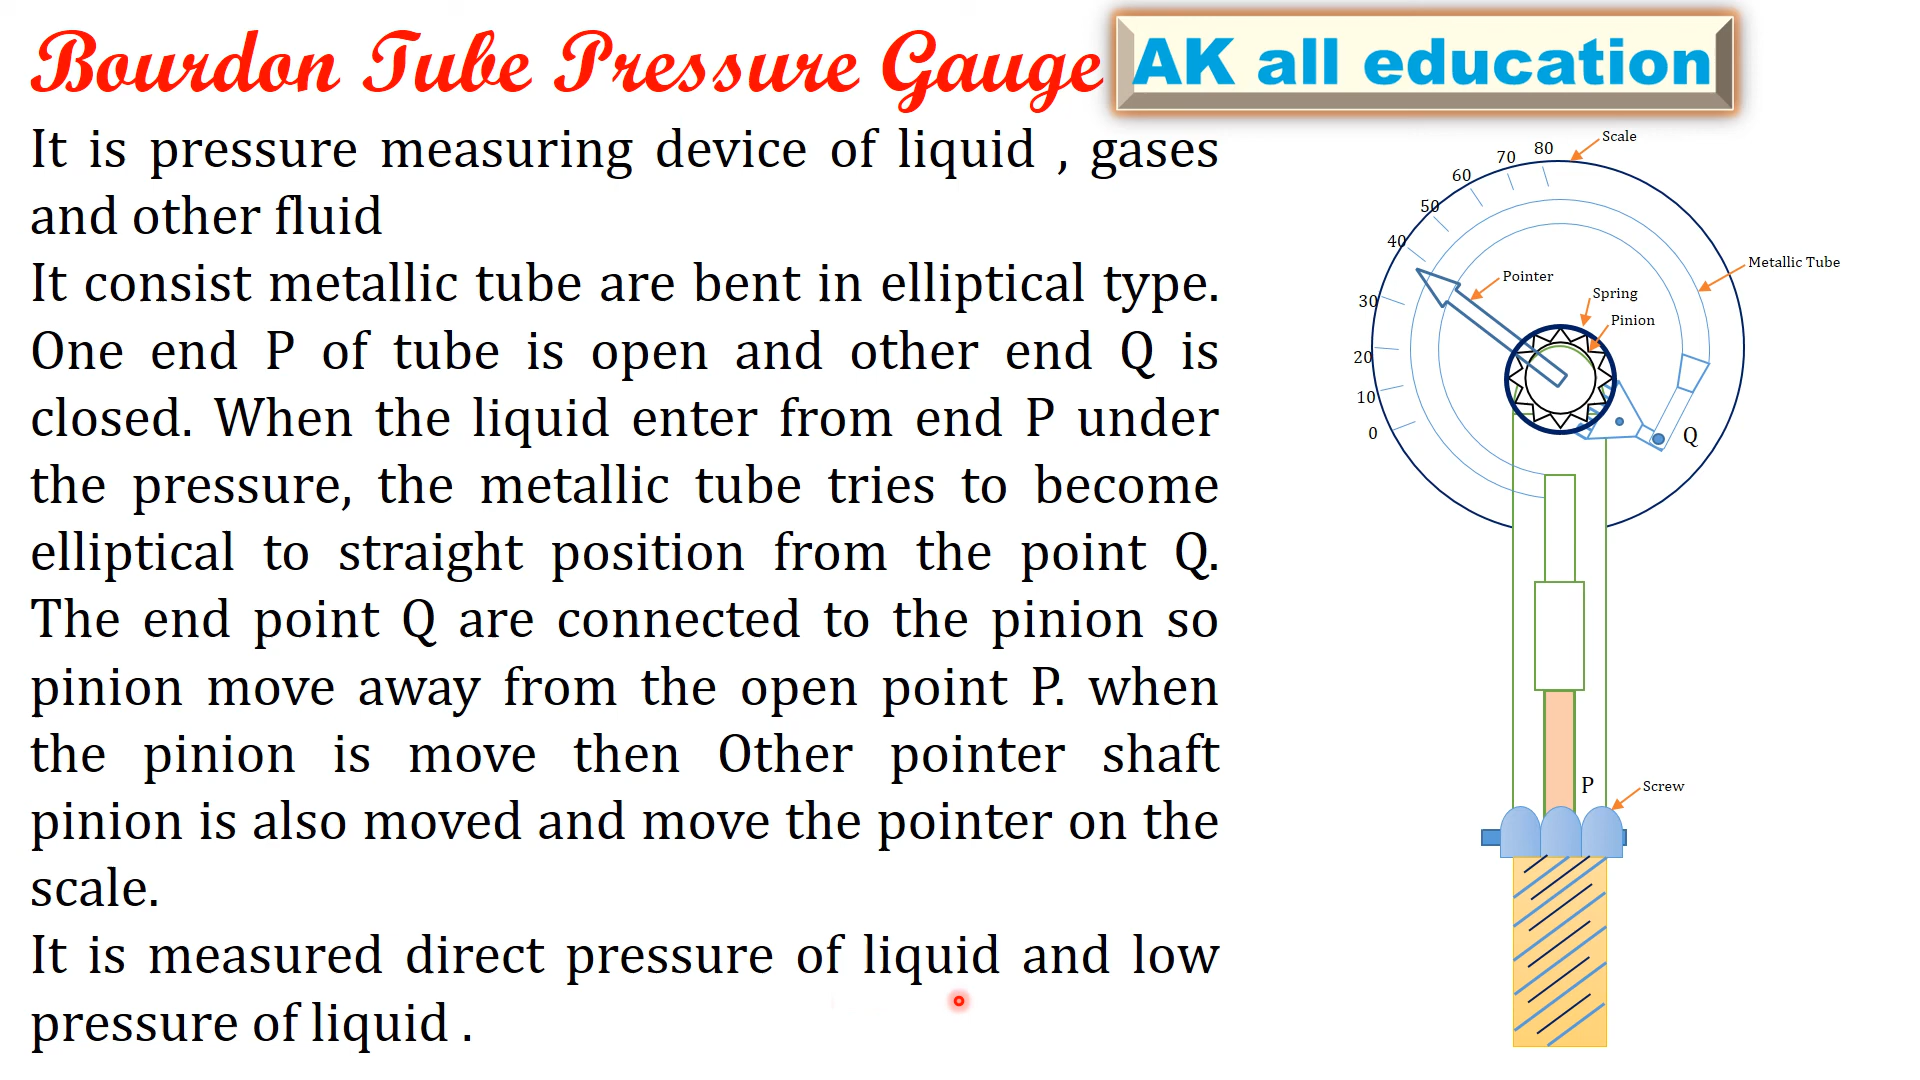 Bourdon Tube Pressure Gauge
AK all education
It is pressure measuring device of liquid , gases
and other fluid
It consist metallic tube are bent in elliptical type.
One end P of tube is open and other end Q is
closed. When the liquid enter from end P under
the pressure, the metallic tube tries to become
elliptical to straight position from the point Q.
The end point Q are connected to the pinion so
pinion move away from the open point P. when
the pinion is move then Other pointer shaft
pinion is also moved and move the pointer on the
scale.
It is measured direct pressure of liquid and low
pressure of liquid .
Scale
80
70
60
50
40
30
20
10
0
Metallic Tube
Pointer
Spring
Pinion
Q
P
Screw